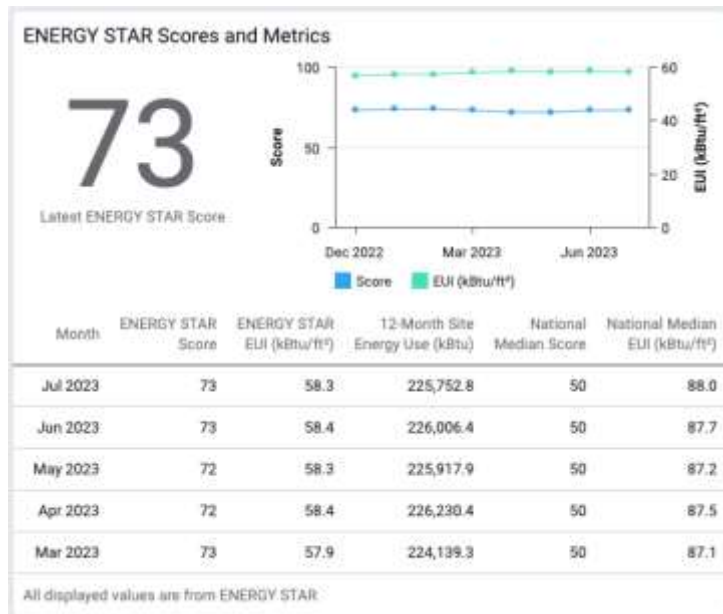 ENERGY STAR Scores and Metrics
73
Latest ENERGY STAR Score
Score
100
50
0
EUI (kBtu/ft²)
60
40
20
0
Dec 2022 Mar 2023 Jun 2023
Score EUI (kBtu/ft²)
Month ENERGY STAR Score ENERGY STAR EUI (kBtu/ft²) 12-Month Site Energy Use (kBtu) National Median Score National Median EUI (kBtu/ft²)
Jul 2023 73 58.3 225,752.8 50 88.0
Jun 2023 73 58.4 226,006.4 50 87.7
May 2023 72 58.3 225,917.9 50 87.2
Apr 2023 72 58.4 226,230.4 50 87.5
Mar 2023 73 57.9 224,139.3 50 87.1
All displayed values are from ENERGY STAR